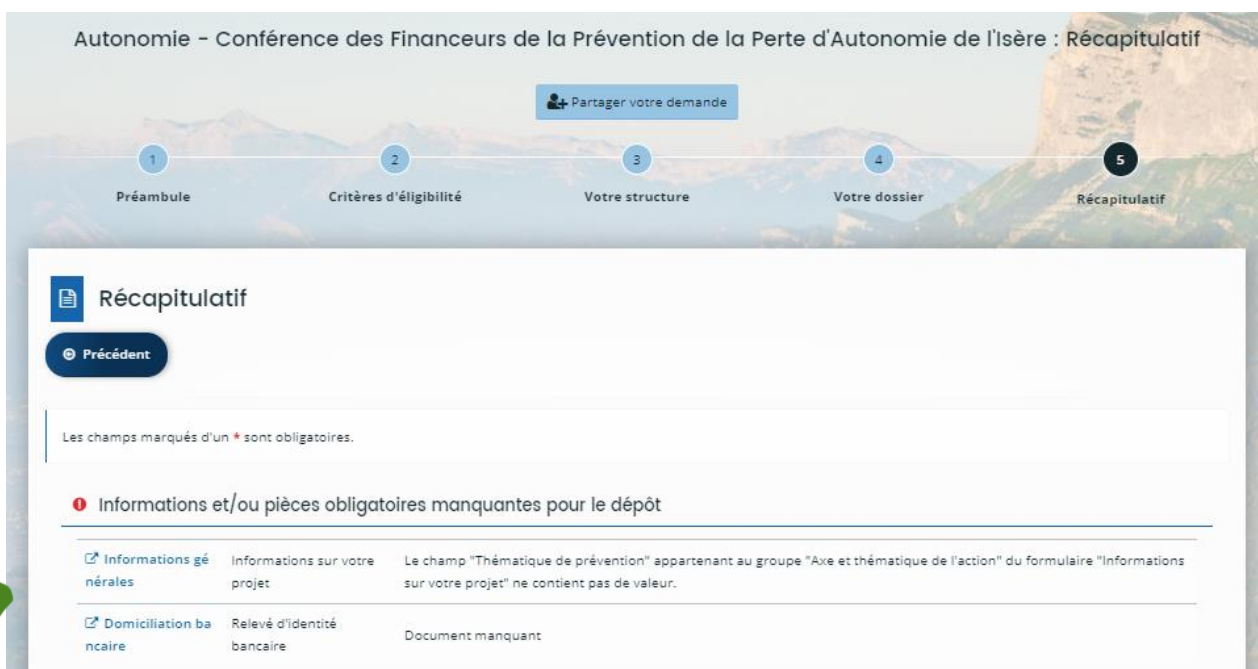 Autonomie - Conférence des Financeurs de la Prévention de la Perte d'Autonomie de l'Isère : Récapitulatif
Partager votre demande
1 2 3 4 5
Préambule Critères d'éligibilité Votre structure Votre dossier Récapitulatif
Récapitulatif
Précédent
Les champs marqués d'un * sont obligatoires.
Informations et/ou pièces obligatoires manquantes pour le dépôt
Informations gé
nérales
Informations sur votre
projet
Le champ "Thématique de prévention" appartenant au groupe "Axe et thématique de l'action" du formulaire "Informations
sur votre projet" ne contient pas de valeur.
Domiciliation ba
ncaire
Relevé d'identité
bancaire
Document manquant